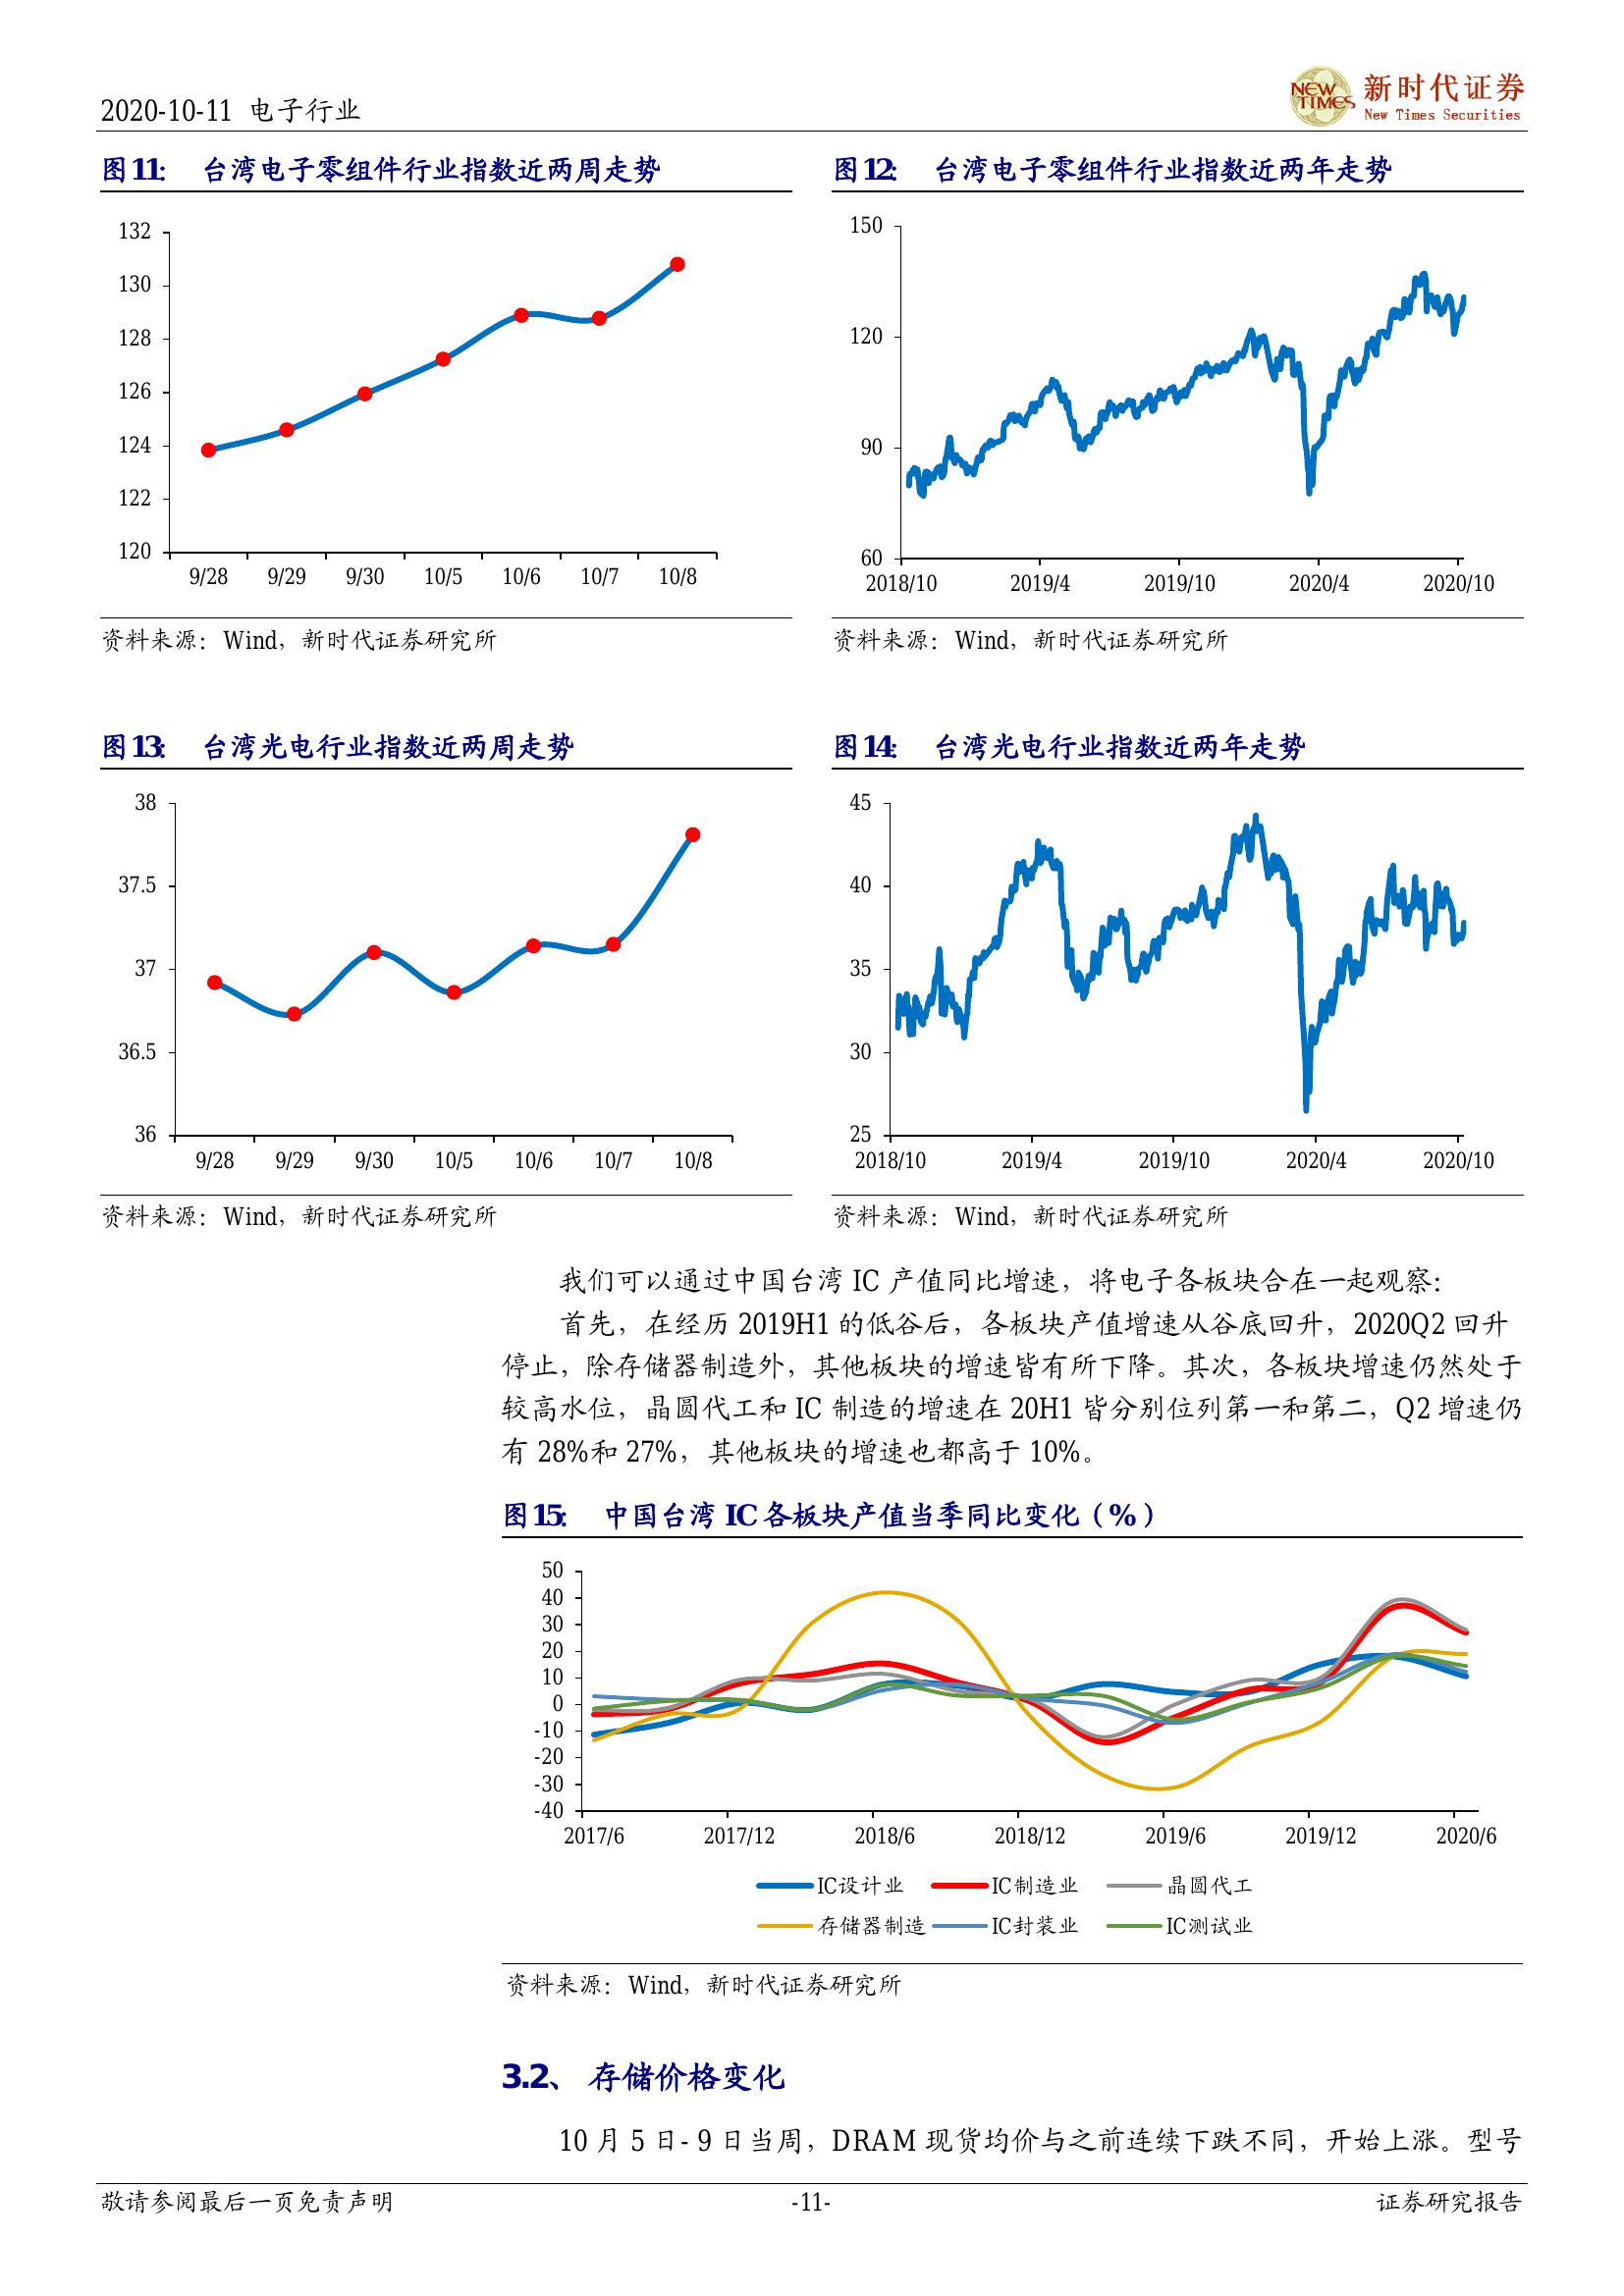 2020-10-11 电子行业
NEW TIMES 新时代证券
New Times Securities
图11: 台湾电子零组件行业指数近两周走势
132
130
128
126
124
122
120
9/28 9/29 9/30 10/5 10/6 10/7 10/8
资料来源：Wind，新时代证券研究所
图12: 台湾电子零组件行业指数近两年走势
150
120
90
60
2018/10 2019/4 2019/10 2020/4 2020/10
资料来源：Wind，新时代证券研究所
图13: 台湾光电行业指数近两周走势
38
37.5
37
36.5
36
9/28 9/29 9/30 10/5 10/6 10/7 10/8
资料来源：Wind，新时代证券研究所
图14: 台湾光电行业指数近两年走势
45
40
35
30
25
2018/10 2019/4 2019/10 2020/4 2020/10
资料来源：Wind，新时代证券研究所
我们可以通过中国台湾 IC 产值同比增速，将电子各板块合在一起观察：
首先，在经历 2019H1 的低谷后，各板块产值增速从谷底回升，2020Q2 回升
停止，除存储器制造外，其他板块的增速皆有所下降。其次，各板块增速仍然处于
较高水位，晶圆代工和 IC 制造的增速在 20H1 皆分别位列第一和第二，Q2 增速仍
有 28%和 27%，其他板块的增速也都高于 10%。
图15: 中国台湾 IC 各板块产值当季同比变化（%）
50
40
30
20
10
0
-10
-20
-30
-40
2017/6 2017/12 2018/6 2018/12 2019/6 2019/12 2020/6
IC设计业 IC制造业 晶圆代工
存储器制造 IC封装业 IC测试业
资料来源：Wind，新时代证券研究所
3.2、 存储价格变化
10 月 5 日- 9 日当周，DRAM 现货均价与之前连续下跌不同，开始上涨。型号
敬请参阅最后一页免责声明 -11- 证券研究报告